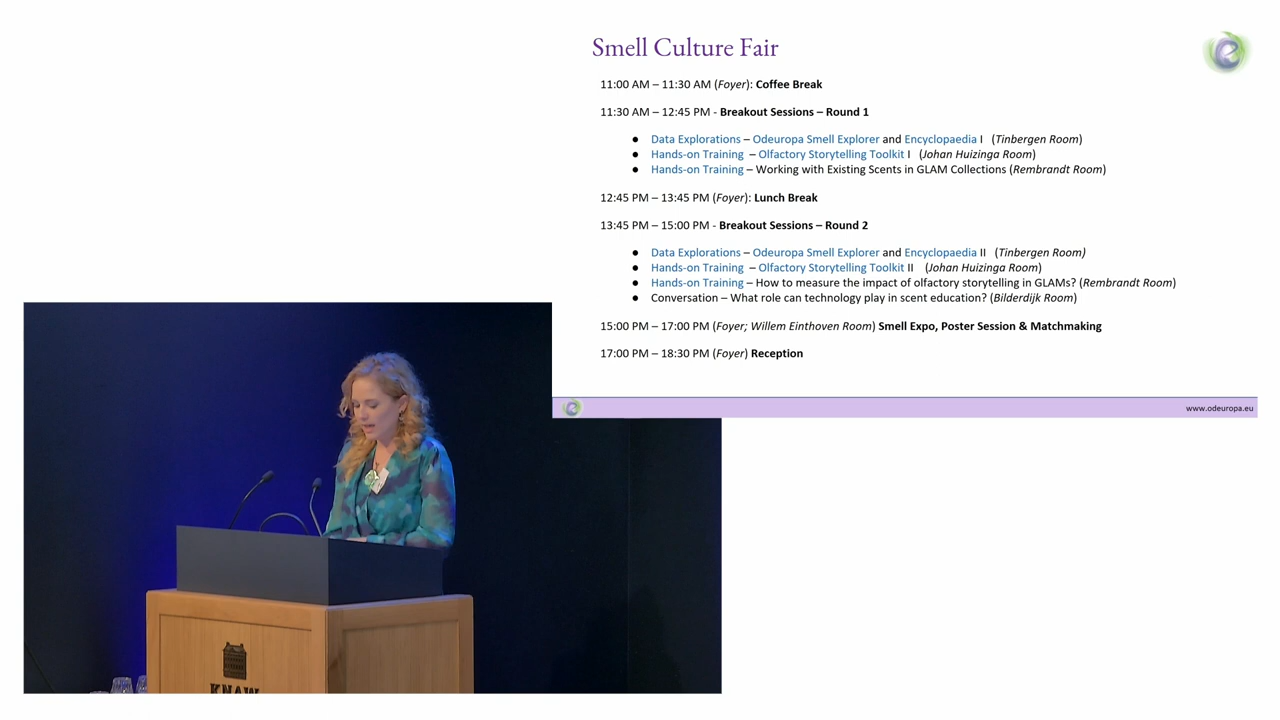 Smell Culture Fair
11:00 AM – 11:30 AM (Foyer): Coffee Break
11:30 AM – 12:45 PM - Breakout Sessions – Round 1
● Data Explorations – Odeuropa Smell Explorer and Encyclopaedia I (Tinbergen Room)
● Hands-on Training – Olfactory Storytelling Toolkit I (Johan Huizinga Room)
● Hands-on Training – Working with Existing Scents in GLAM Collections (Rembrandt Room)
12:45 PM – 13:45 PM (Foyer): Lunch Break
13:45 PM – 15:00 PM - Breakout Sessions – Round 2
● Data Explorations – Odeuropa Smell Explorer and Encyclopaedia II (Tinbergen Room)
● Hands-on Training – Olfactory Storytelling Toolkit II (Johan Huizinga Room)
● Hands-on Training – How to measure the impact of olfactory storytelling in GLAMs? (Rembrandt Room)
● Conversation – What role can technology play in scent education? (Bilderdijk Room)
15:00 PM – 17:00 PM (Foyer; Willem Einthoven Room) Smell Expo, Poster Session & Matchmaking
17:00 PM – 18:30 PM (Foyer) Reception
www.odeuropa.eu
KNAW